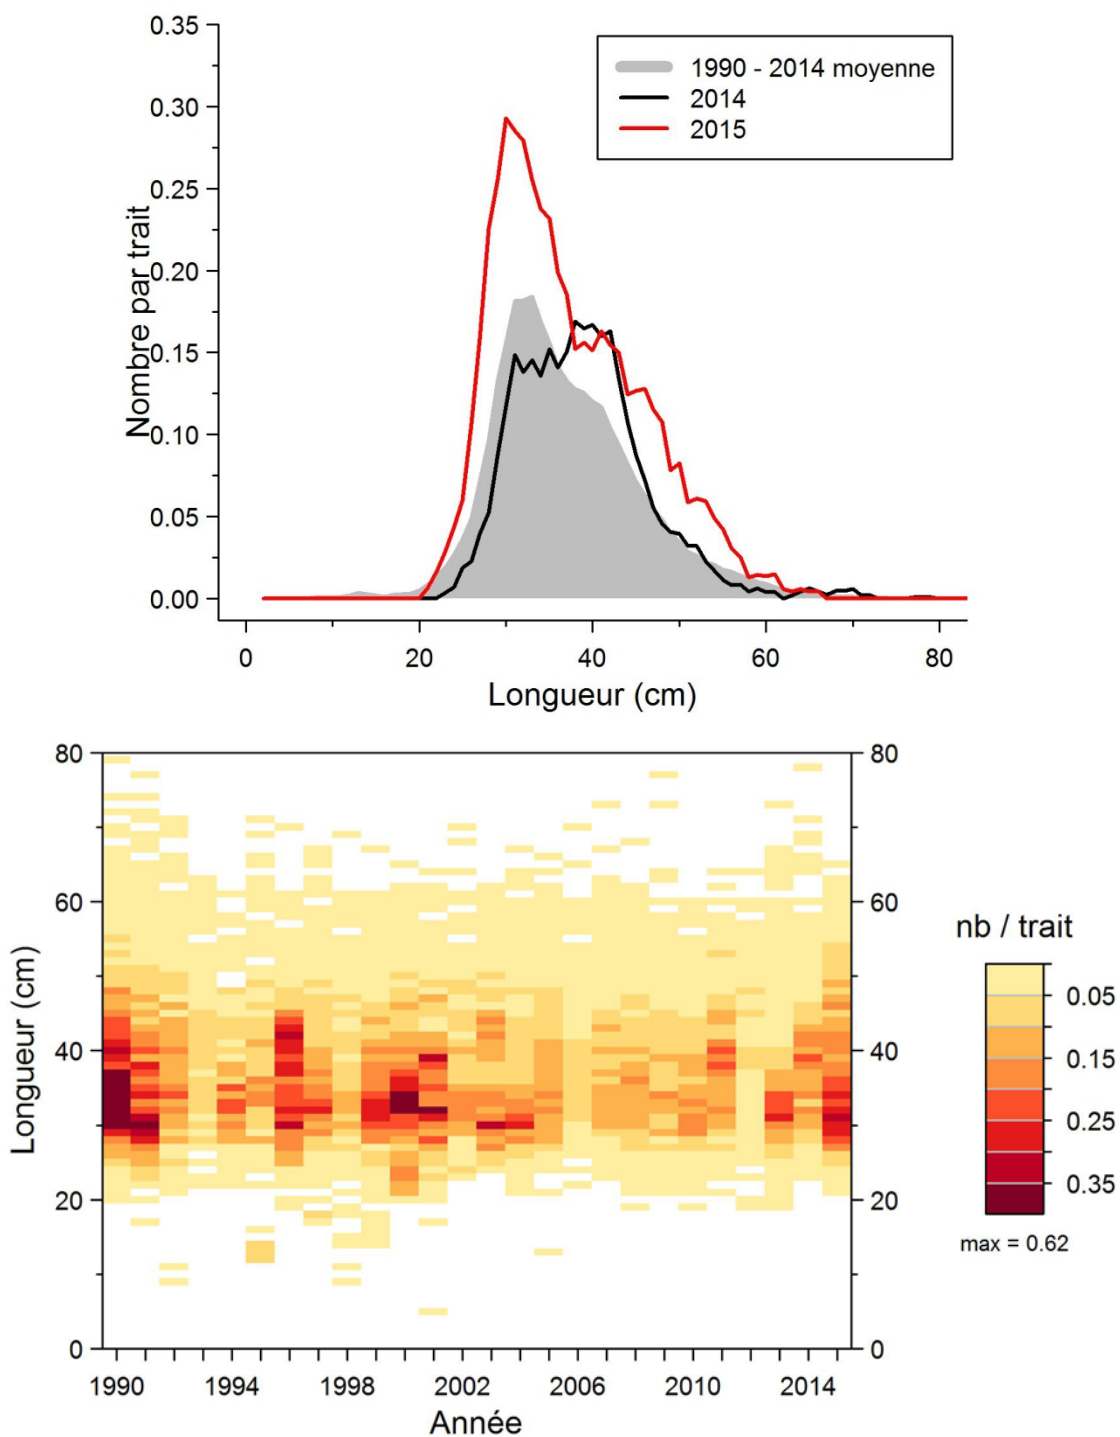 0.35
0.30
0.25
0.20
0.15
0.10
0.05
0.00
Nombre par trait
1990 - 2014 moyenne
2014
2015
0 20 40 60 80
Longueur (cm)
80 80
60 60
40 40
20 20
0 0
Longueur (cm)
1990 1994 1998 2002 2006 2010 2014
Année
nb / trait
0.05
0.15
0.25
0.35
max = 0.62